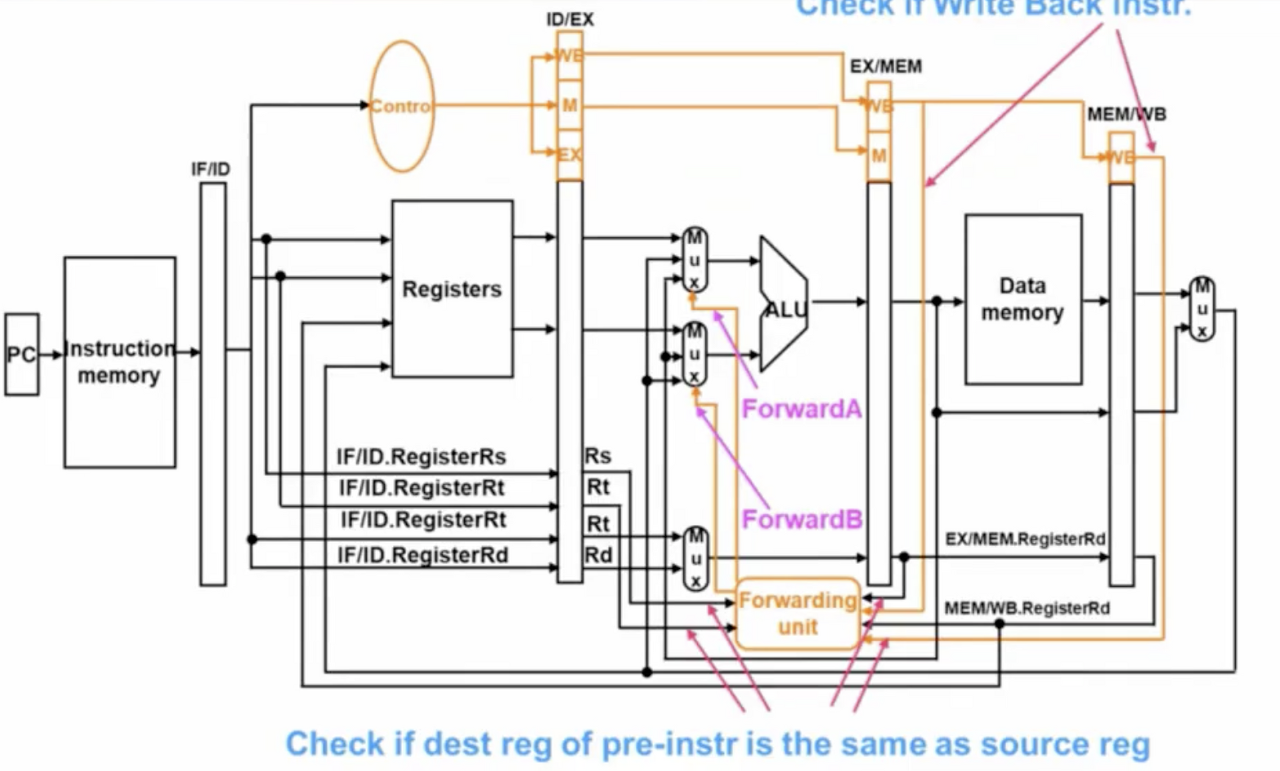 Check if Write Back instr.
ID/EX
WB
EX/MEM
Control
M
WB
MEM/WB
EX
M
WB
IF/ID
M
u
x
Registers
Data
memory
M
u
x
ALU
PC
Instruction
memory
M
u
x
ForwardA
IF/ID.RegisterRs
Rs
IF/ID.RegisterRt
Rt
ForwardB
IF/ID.RegisterRt
Rt
M
u
x
EX/MEM.RegisterRd
IF/ID.RegisterRd
Rd
Forwarding
unit
MEM/WB.RegisterRd
Check if dest reg of pre-instr is the same as source reg